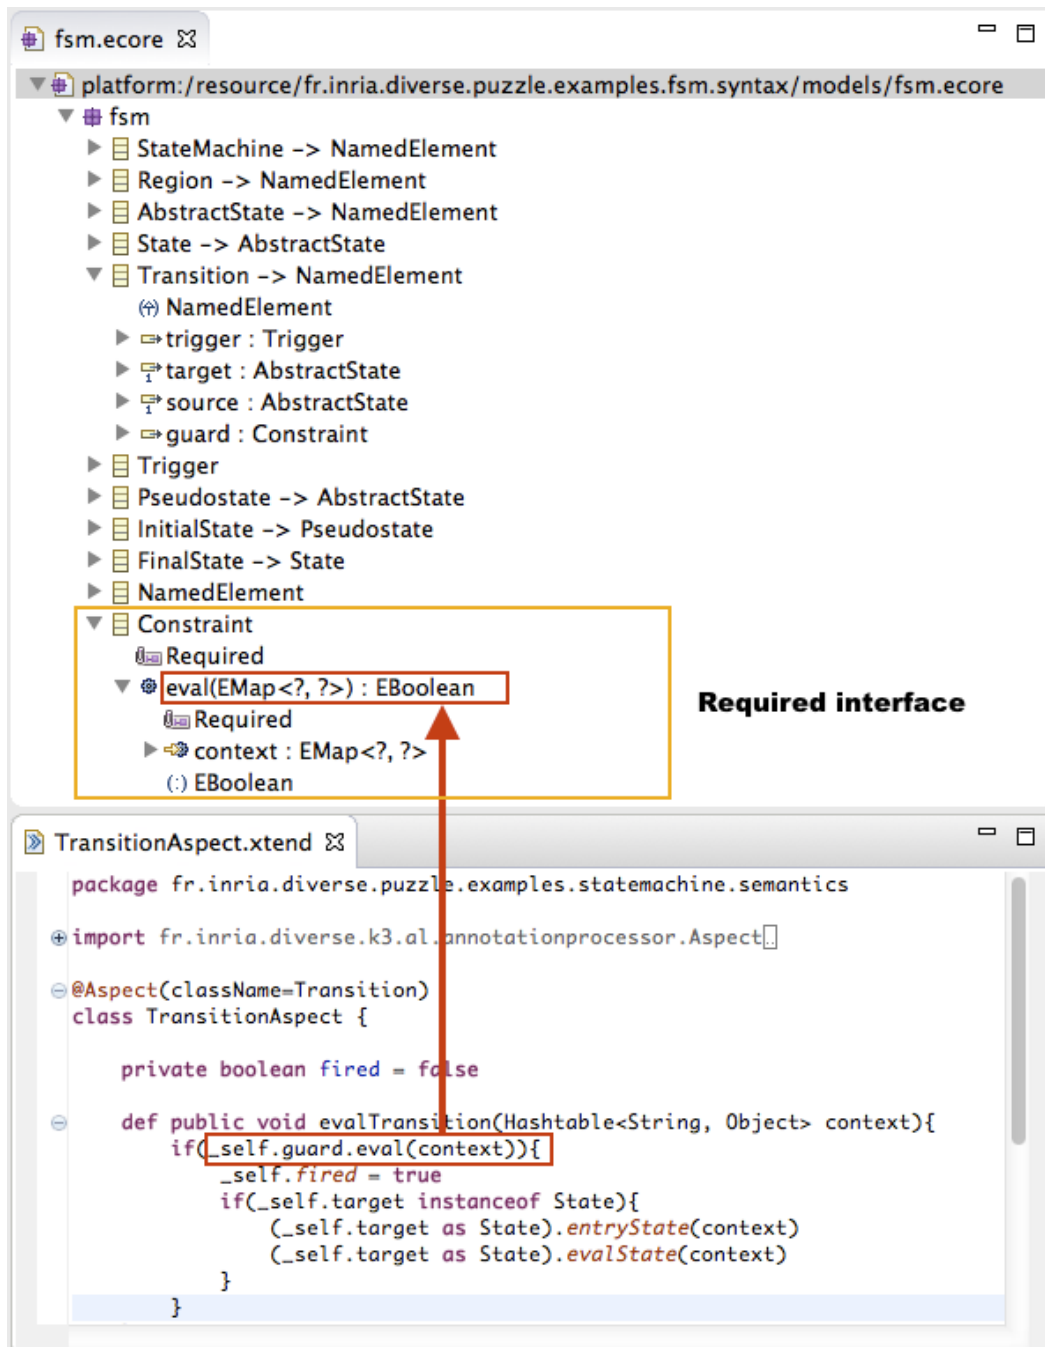 fsm.ecore
platform:/resource/fr.inria.diverse.puzzle.examples.fsm.syntax/models/fsm.ecore
fsm
StateMachine -> NamedElement
Region -> NamedElement
AbstractState -> NamedElement
State -> AbstractState
Transition -> NamedElement
NamedElement
trigger : Trigger
target : AbstractState
source : AbstractState
guard : Constraint
Trigger
Pseudostate -> AbstractState
InitialState -> Pseudostate
FinalState -> State
NamedElement
Constraint
Required
eval(EMap<?, ?>) : EBoolean
Required interface
Required
context : EMap<?, ?>
EBoolean
TransitionAspect.xtend
package fr.inria.diverse.puzzle.examples.statemachine.semantics
import fr.inria.diverse.k3.al.annotationprocessor.Aspect
@Aspect(className=Transition)
class TransitionAspect {
private boolean fired = false
def public void evalTransition(Hashtable<String, Object> context){
if(_self.guard.eval(context)){
_self.fired = true
if(_self.target instanceof State){
(_self.target as State).entryState(context)
(_self.target as State).evalState(context)
}
}